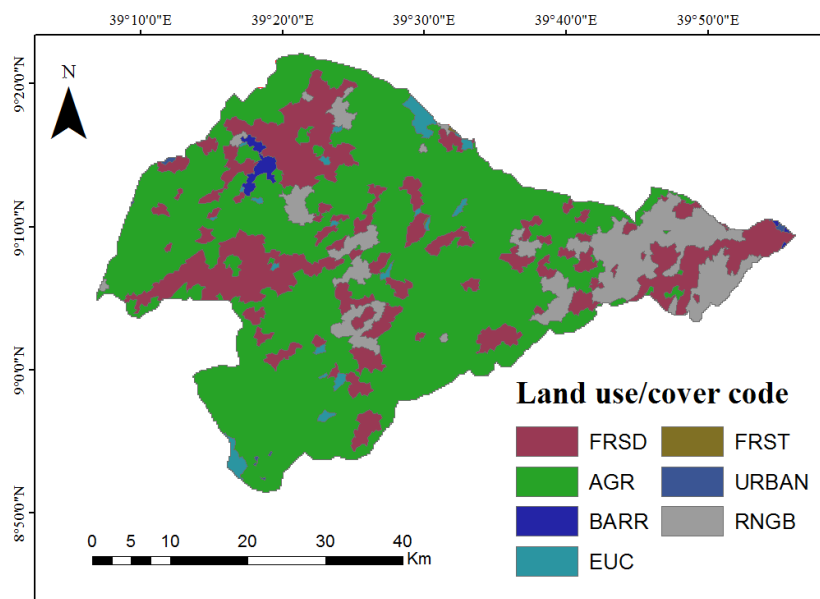 39°10'0"E 39°20'0"E 39°30'0"E 39°40'0"E 39°50'0"E
9°20'0"N
N
9°10'0"N
9°0'0"N
8°50'0"N
Land use/cover code
FRSD FRST
AGR URBAN
BARR RNGB
EUC
0 5 10 20 30 40
Km